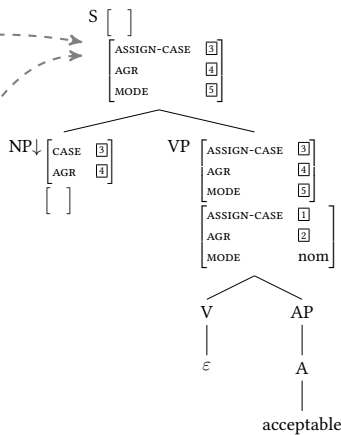 S [ ]
[ASSIGN-CASE 3
AGR 4
MODE 5]
NP↓ [CASE 3
AGR 4]
[ ]
VP [ASSIGN-CASE 3
AGR 4
MODE 5]
[ASSIGN-CASE 1
AGR 2
MODE nom]
V AP
ε A
acceptable